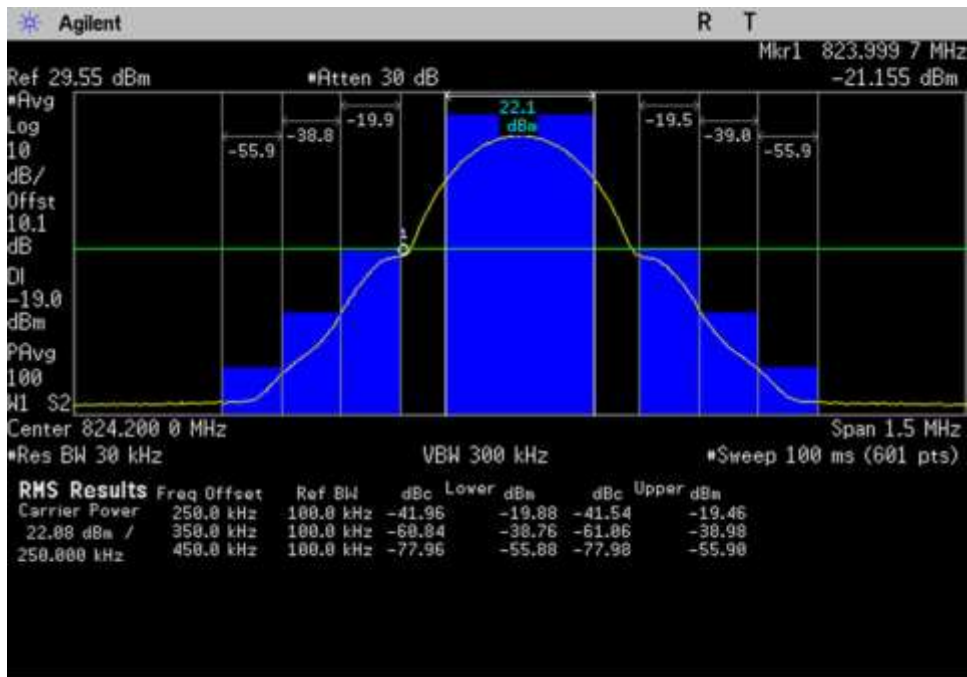 Agilent R T
Mkr1 823.999 7 MHz
Ref 29.55 dBm #Atten 30 dB -21.155 dBm
#Avg
Log
10
dB/
Offst
10.1
dB
DI
-19.0
dBm
PAvg
100
W1 S2
-55.9
-38.8
-19.9
22.1
dBm
-19.5
-39.0
-55.9
1
Center 824.200 0 MHz Span 1.5 MHz
#Res BW 30 kHz VBW 300 kHz #Sweep 100 ms (601 pts)
RMS Results Freq Offset Ref BW dBc Lower dBm dBc Upper dBm
Carrier Power 250.0 kHz 100.0 kHz -41.96 -19.88 -41.54 -19.46
22.08 dBm / 350.0 kHz 100.0 kHz -60.84 -38.76 -61.06 -38.98
250.000 kHz 450.0 kHz 100.0 kHz -77.96 -55.88 -77.98 -55.90